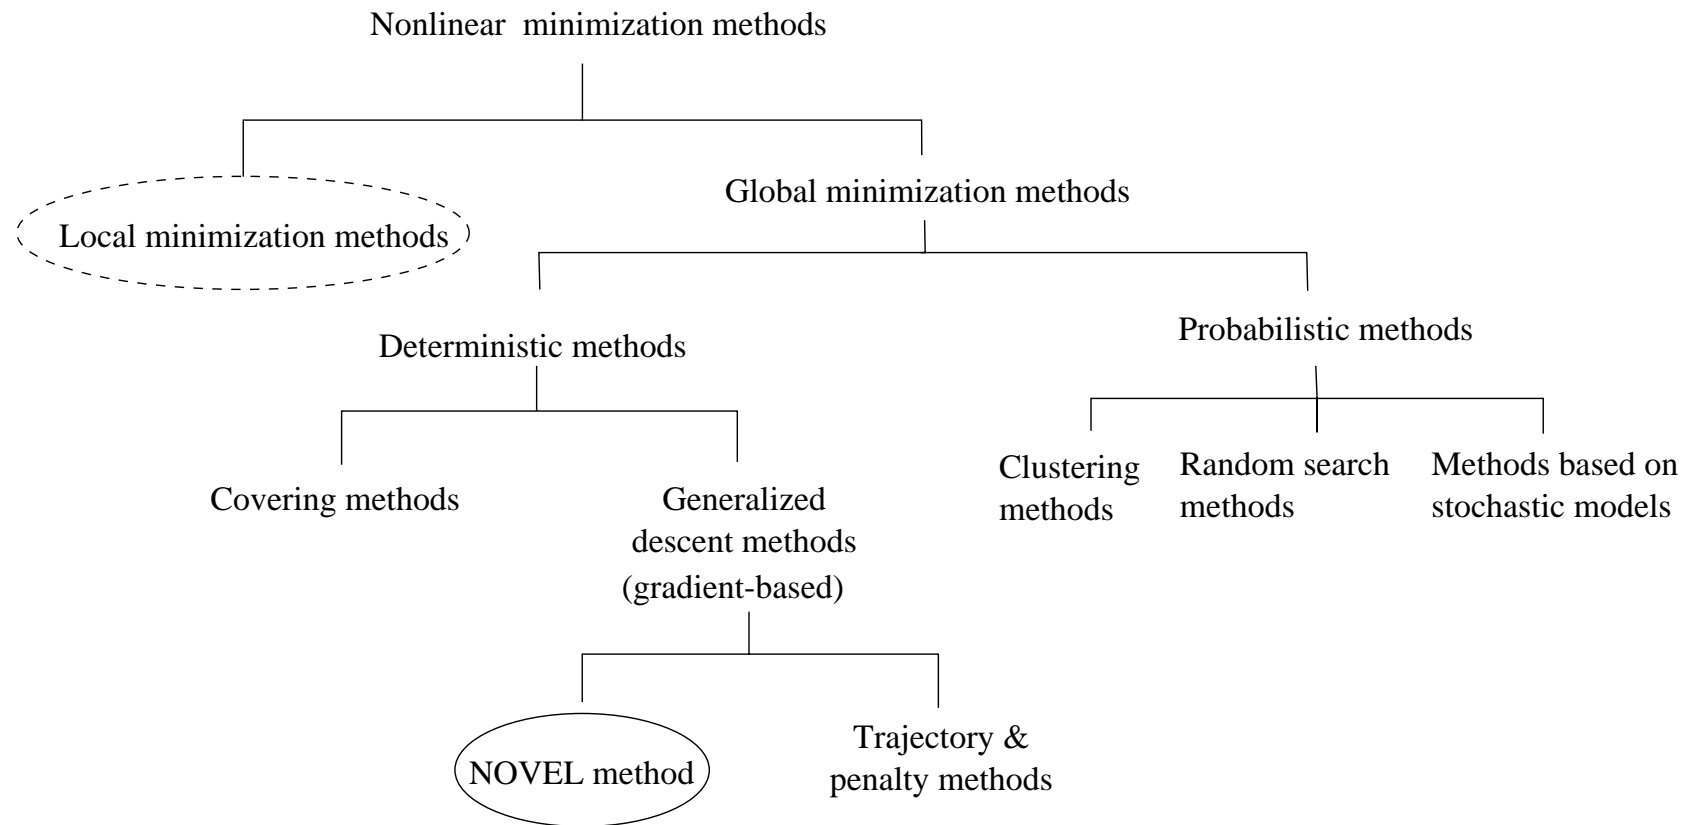 Nonlinear minimization methods
Local minimization methods
Global minimization methods
Deterministic methods
Probabilistic methods
Covering methods
Generalized
descent methods
(gradient-based)
Clustering
methods
Random search
methods
Methods based on
stochastic models
NOVEL method
Trajectory &
penalty methods